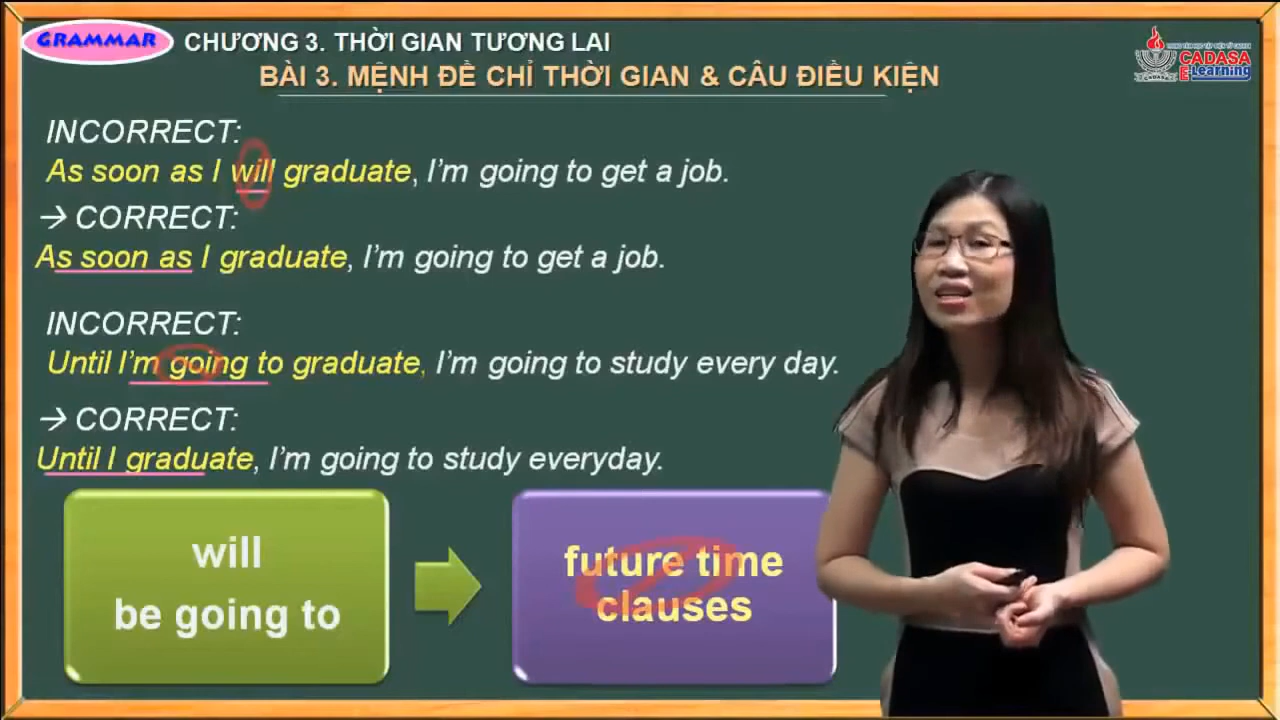 GRAMMAR
CHƯƠNG 3. THỜI GIAN TƯƠNG LAI
BÀI 3. MỆNH ĐỀ CHỈ THỜI GIAN & CÂU ĐIỀU KIỆN
CADASA
E-Learning
INCORRECT:
As soon as I will graduate, I'm going to get a job.
→ CORRECT:
As soon as I graduate, I'm going to get a job.
INCORRECT:
Until I'm going to graduate, I'm going to study every day.
→ CORRECT:
Until I graduate, I'm going to study everyday.
will
be going to
future time
clauses